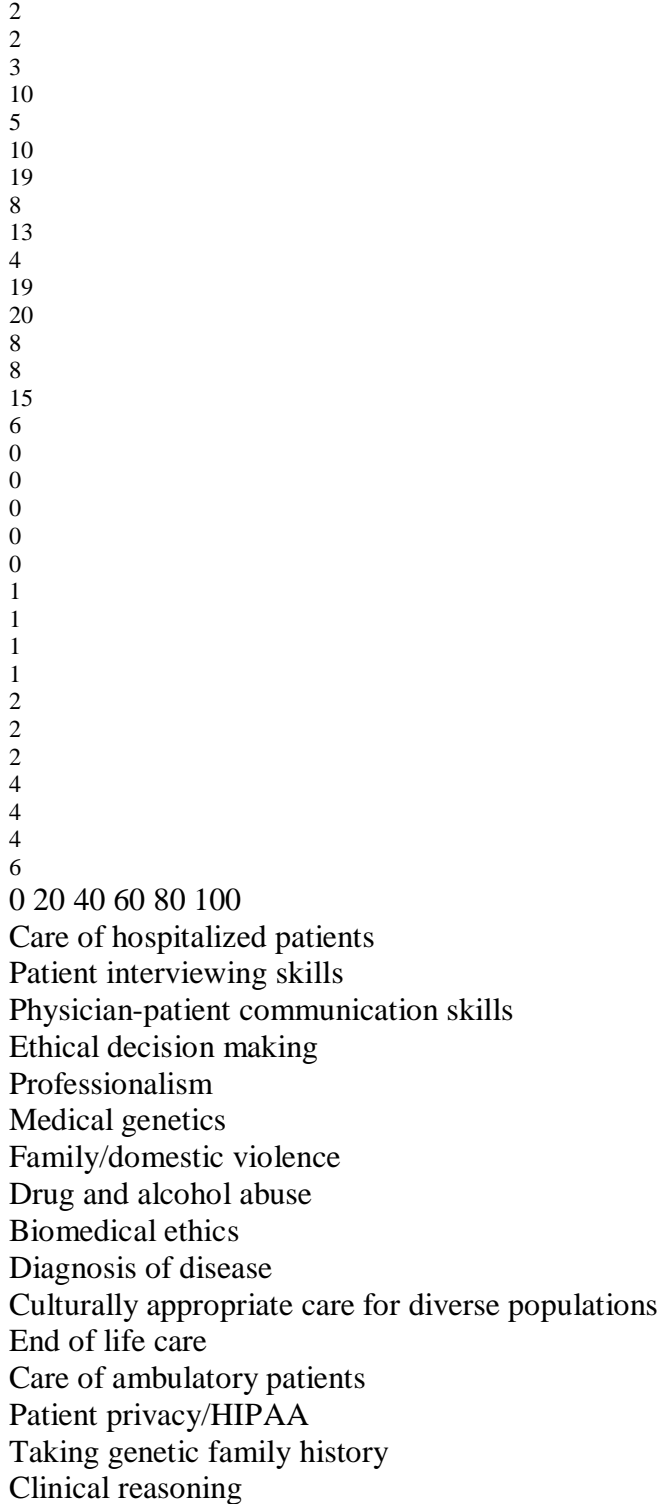 2
2
3
10
5
10
19
8
13
4
19
20
8
8
15
6
0
0
0
0
0
1
1
1
1
2
2
2
4
4
4
6
0 20 40 60 80 100
Care of hospitalized patients
Patient interviewing skills
Physician-patient communication skills
Ethical decision making
Professionalism
Medical genetics
Family/domestic violence
Drug and alcohol abuse
Biomedical ethics
Diagnosis of disease
Culturally appropriate care for diverse populations
End of life care
Care of ambulatory patients
Patient privacy/HIPAA
Taking genetic family history
Clinical reasoning